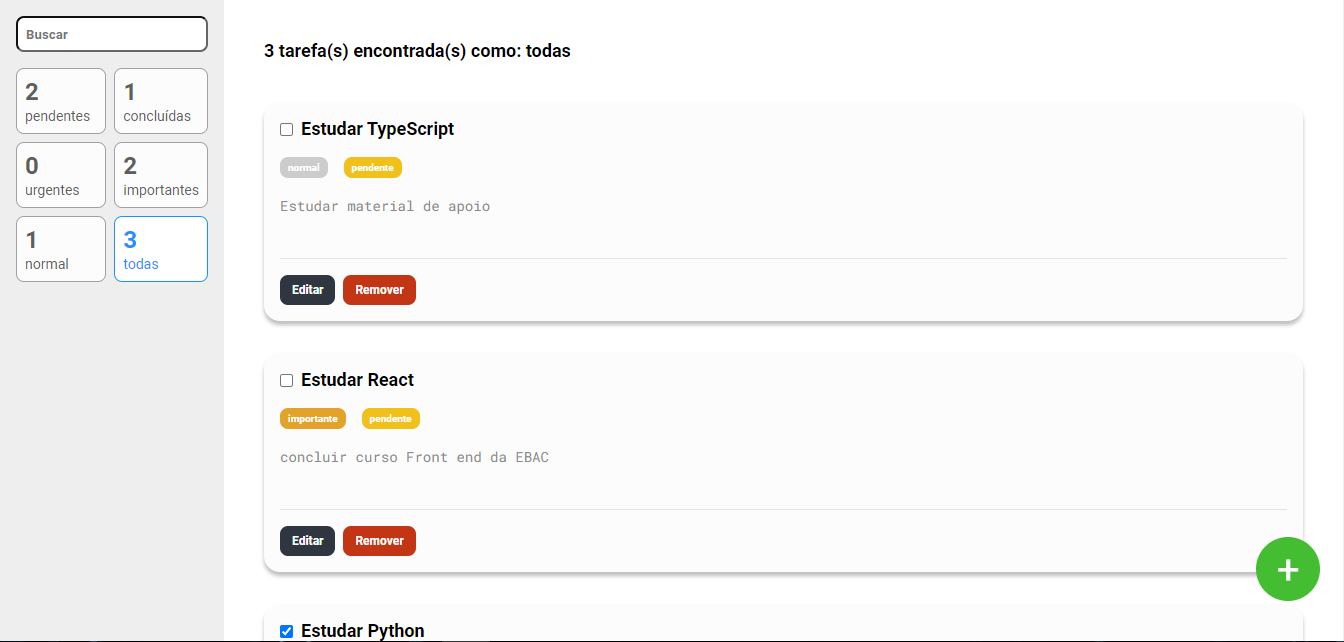 Buscar
2
pendentes
1
concluídas
0
urgentes
2
importantes
1
normal
3
todas
3 tarefa(s) encontrada(s) como: todas
Estudar TypeScript
normal pendente
Estudar material de apoio
Editar Remover
Estudar React
importante pendente
concluir curso Front end da EBAC
Editar Remover
+
Estudar Python